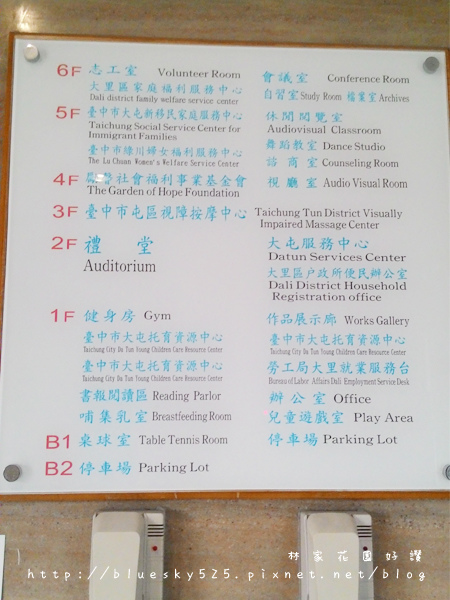 6F 志工室 Volunteer Room 會議室 Conference Room
大里區家庭福利服務中心 自習室 Study Room 檔案室 Archives
Dali district family welfare service center
5F 臺中市大屯新移民家庭服務中心 休閒閱覽室
Taichung Social Service Center for Immigrant Families Audiovisual Classroom
臺中市綠川婦女福利服務中心 舞蹈教室 Dance Studio
The Lu Chuan Women's Welfare Service Center 諮商室 Counseling Room
4F 社會福利事業基金會 視廳室 Audio Visual Room
The Garden of Hope Foundation
3F 臺中市屯區視障按摩中心 Taichung Tun District Visually
Impaired Massage Center
2F 禮堂 大屯服務中心
Auditorium Datun Services Center
大里區戶政所便民辦公室
Dali District Household
Registration office
1F 健身房 Gym 作品展示廊 Works Gallery
臺中市大屯托育資源中心 臺中市大屯托育資源中心
Taichung City Da Tun Young Children Care Resource Center Taichung City Da Tun Young Children Care Resource Center
臺中市大屯托育資源中心 勞工局大里就業服務台
Taichung City Da Tun Young Children Care Resource Center Bureau of Labor Affairs Dali Employment Service Desk
書報閱讀區 Reading Parlor 辦公室 Office
哺集乳室 Breastfeeding Room 兒童遊戲室 Play Area
B1 桌球室 Table Tennis Room 停車場 Parking Lot
B2 停車場 Parking Lot
林家花園好讚
http://bluesky525.pixnet.net/blog